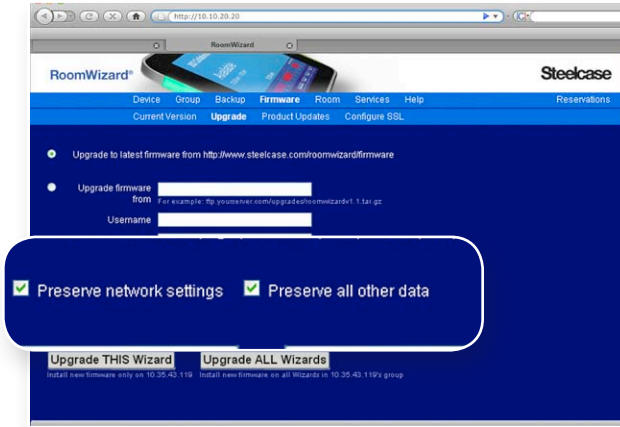 http://10.10.20.20
RoomWizard
RoomWizard®
Steelcase
Device Group Backup Firmware Room Services Help Reservations
Current Version Upgrade Product Updates Configure SSL
Upgrade to latest firmware from http://www.steelcase.com/roomwizard/firmware
Upgrade firmware
from
For example: ftp.yourserver.com/upgrades/roomwizardv1.1.tar.gz
Username
Preserve network settings Preserve all other data
Upgrade THIS Wizard Upgrade ALL Wizards
Install new firmware only on 10.35.43.119 Install new firmware on all Wizards in 10.35.43.119's group